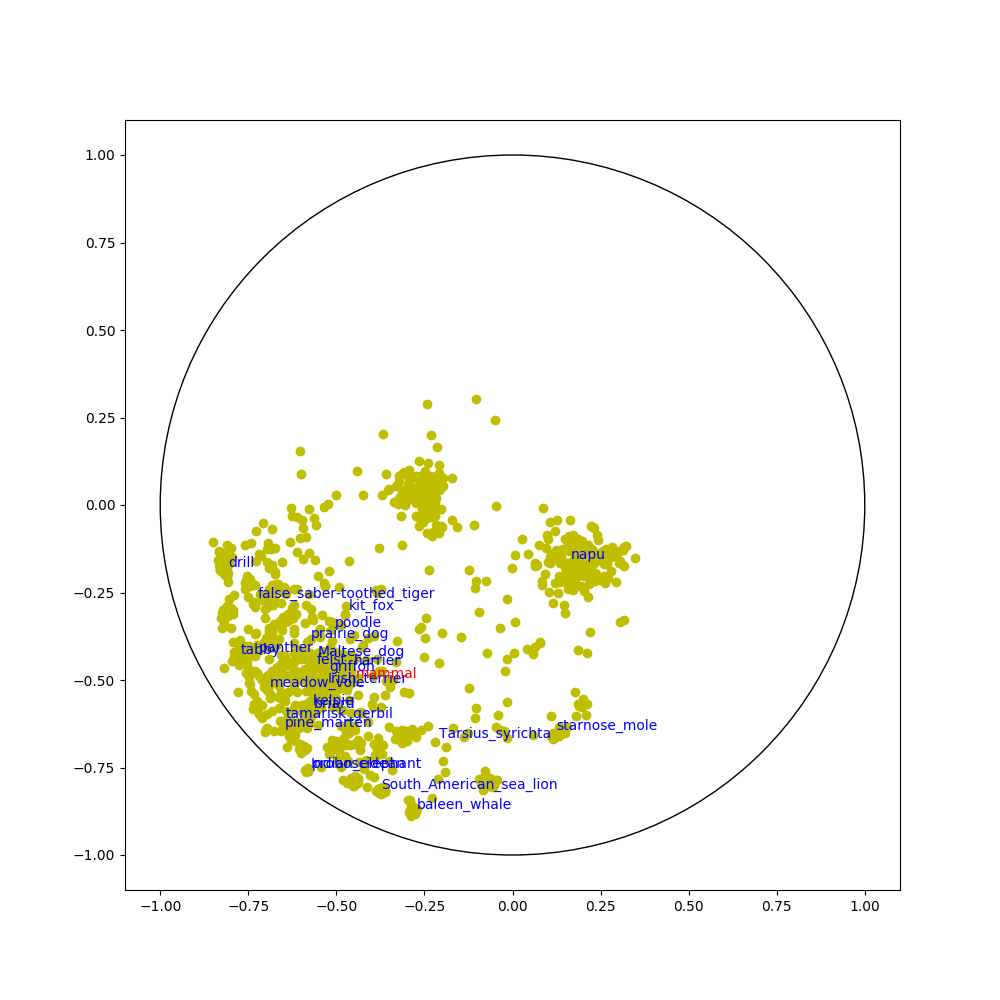 1.00
0.75
0.50
0.25
0.00
−0.25
−0.50
−0.75
−1.00
napu
drill
false_saber-toothed_tiger
kit_fox
poodle
prairie_dog
tabby
panther
Maltese_dog
feist
harrier
griffon
mammal
Irish_terrier
meadow_vole
kelpie
briard
tamarisk_gerbil
pine_marten
starnose_mole
Tarsius_syrichta
South_American_sea_lion
baleen_whale
−1.00 −0.75 −0.50 −0.25 0.00 0.25 0.50 0.75 1.00